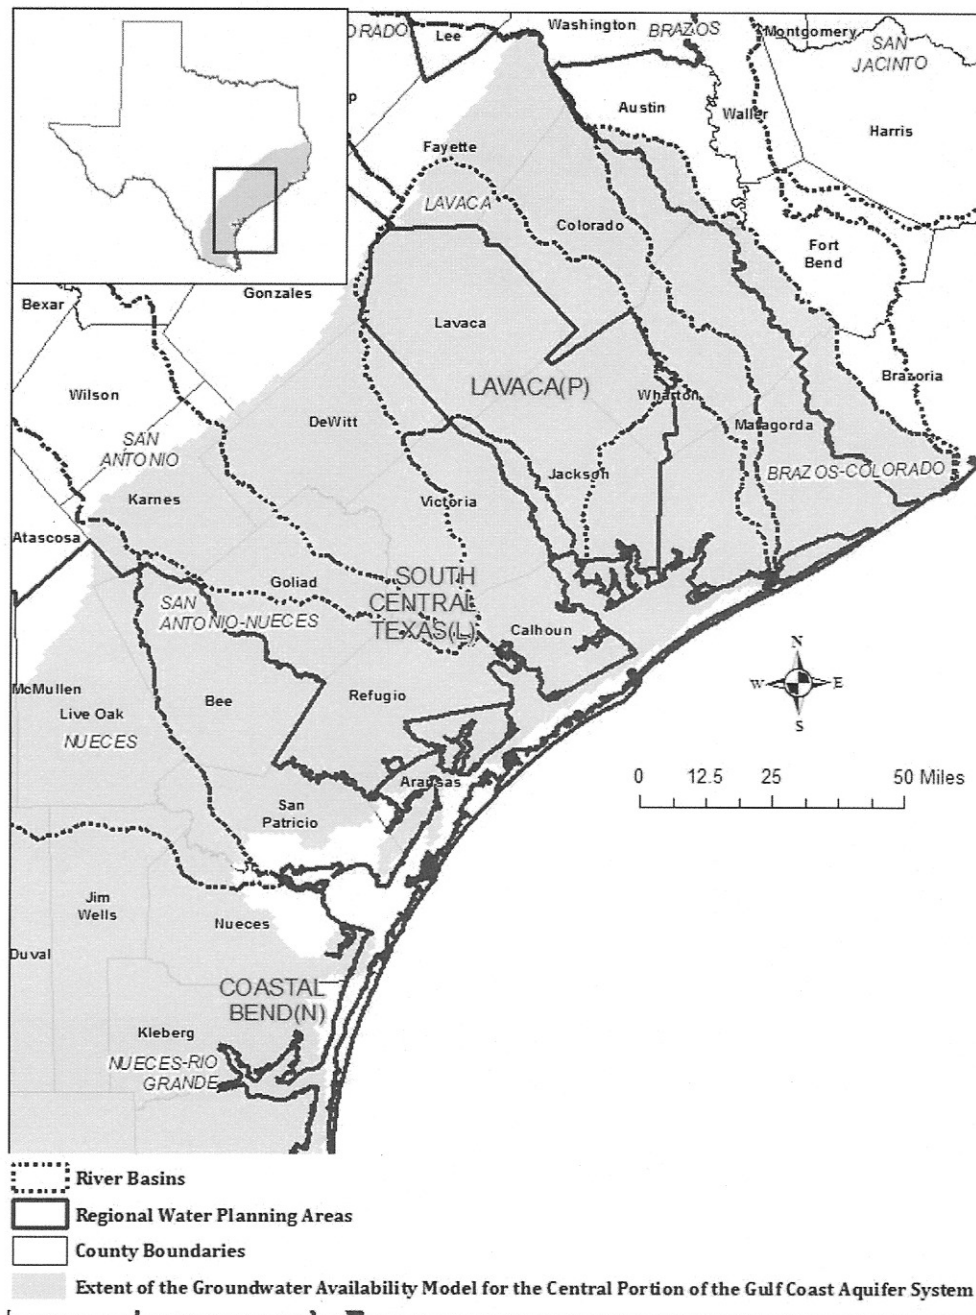 ORADO
Lee
Washington
BRAZOS
Montgomery
SAN
JACINTO
p
Austin
Waller
Harris
Fayette
LAVACA
Colorado
Fort
Bend
Bexar
Gonzales
Lavaca
LAVACA(P)
Wilson
Wharton
Brazoria
DeWitt
Matagorda
SAN
ANTONIO
BRAZOS-COLORADO
Karnes
Victoria
Jackson
Atascosa
Goliad
SOUTH
CENTRAL
TEXAS(L)
SAN
ANTONIO-NUECES
Calhoun
N
W
E
S
McMullen
Live Oak
NUECES
Bee
Refugio
Aransas
0 12.5 25 50 Miles
San
Patricio
Jim
Wells
Nueces
Duval
COASTAL
BEND(N)
Kleberg
NUECES-RIO
GRANDE
River Basins
Regional Water Planning Areas
County Boundaries
Extent of the Groundwater Availability Model for the Central Portion of the Gulf Coast Aquifer System